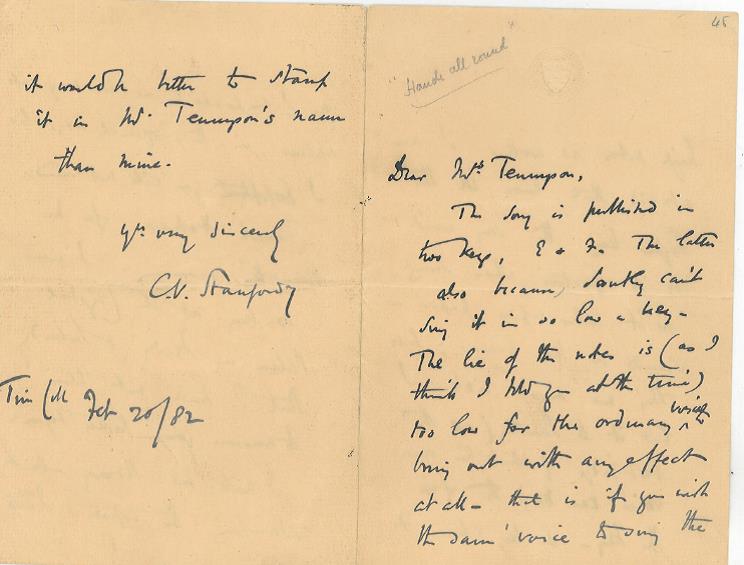 45
"Hands all round"
Dear Mrs. Tennyson,
The song is published in
two keys, E & F. The latter
also because, Santley can't
sing it in so low a key -
The lie of the notes is (as I
think I told you at the time)
too low for the ordinary voices to
bring out with any effect
at all - that is if you wish
the same voice to sing the
it would be better to stamp
it in Mr. Tennyson's name
than mine.
Yrs. very sincerely
C.V. Stanford
Trin Coll Feb 20/82